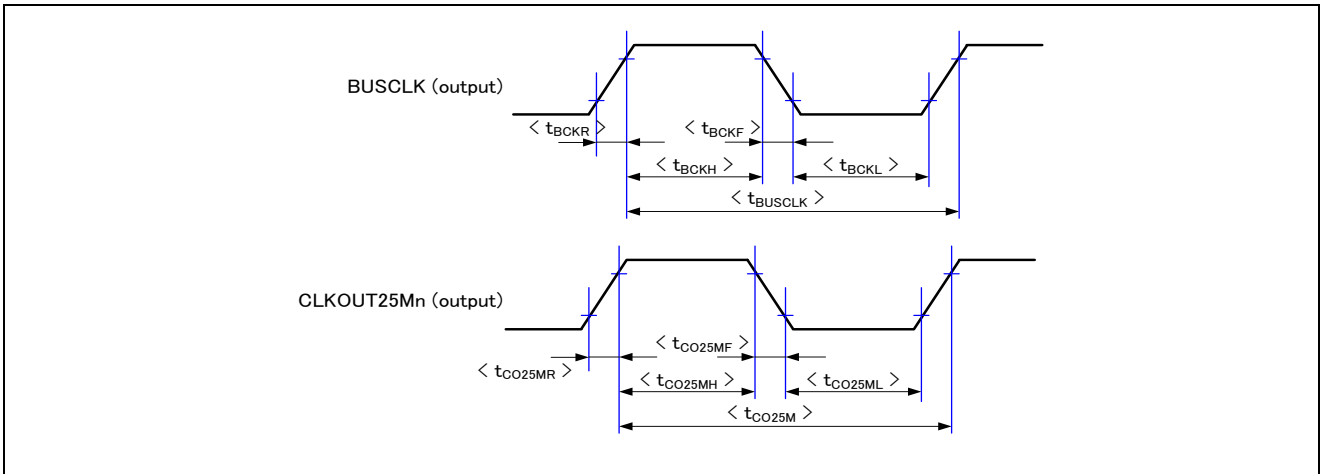 BUSCLK (output)
< tBCKR >
< tBCKF >
< tBCKH >
< tBCKL >
< tBUSCLK >
CLKOUT25Mn (output)
< tCO25MR >
< tCO25MF >
< tCO25MH >
< tCO25ML >
< tCO25M >